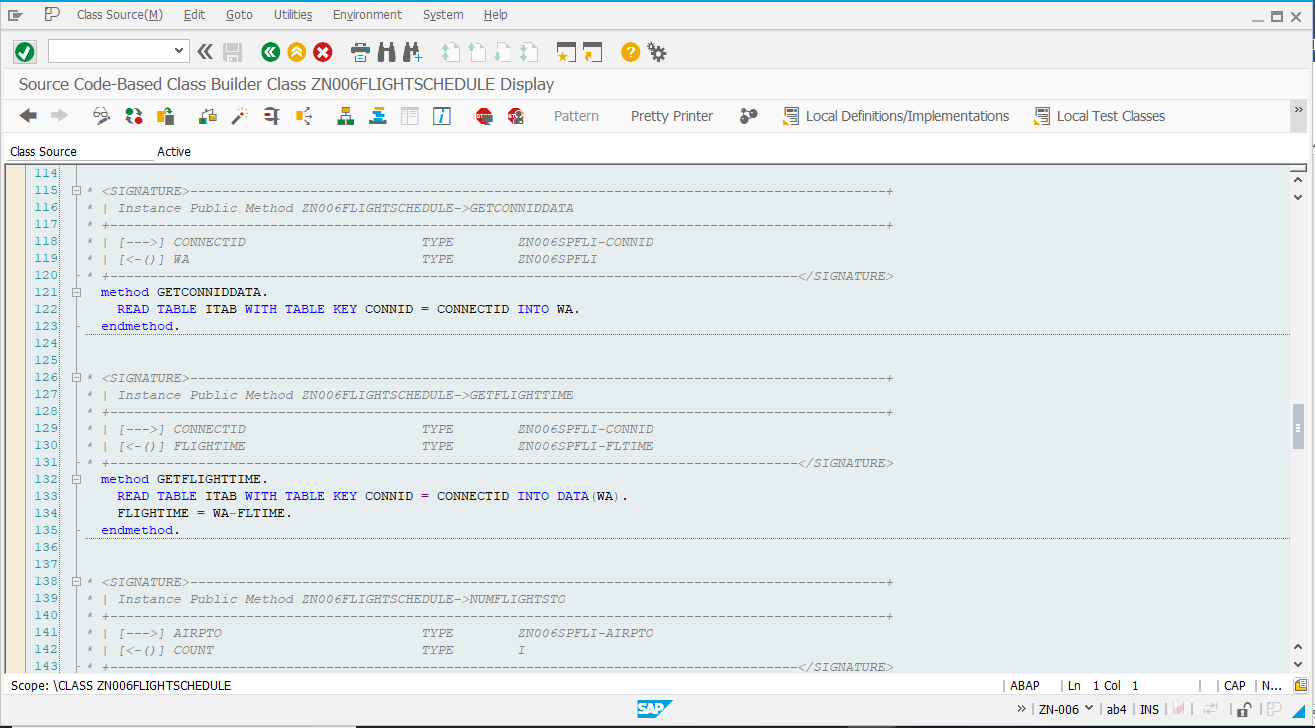 Class Source(M) Edit Goto Utilities Environment System Help
Source Code-Based Class Builder Class ZN006FLIGHTSCHEDULE Display
Pattern Pretty Printer Local Definitions/Implementations Local Test Classes »
Class Source Active
114
115 * <SIGNATURE>---------------------------------------------------------------------------------------+
116 * | Instance Public Method ZN006FLIGHTSCHEDULE->GETCONNIDDATA
117 * +-------------------------------------------------------------------------------------------------+
118 * | [--->] CONNECTID TYPE ZN006SPFLI-CONNID
119 * | [<-()] WA TYPE ZN006SPFLI
120 * +--------------------------------------------------------------------------------------</SIGNATURE>
121 method GETCONNIDDATA.
122 READ TABLE ITAB WITH TABLE KEY CONNID = CONNECTID INTO WA.
123 endmethod.
124
125
126 * <SIGNATURE>---------------------------------------------------------------------------------------+
127 * | Instance Public Method ZN006FLIGHTSCHEDULE->GETFLIGHTTIME
128 * +-------------------------------------------------------------------------------------------------+
129 * | [--->] CONNECTID TYPE ZN006SPFLI-CONNID
130 * | [<-()] FLIGHTIME TYPE ZN006SPFLI-FLTIME
131 * +--------------------------------------------------------------------------------------</SIGNATURE>
132 method GETFLIGHTTIME.
133 READ TABLE ITAB WITH TABLE KEY CONNID = CONNECTID INTO DATA(WA).
134 FLIGHTIME = WA-FLTIME.
135 endmethod.
136
137
138 * <SIGNATURE>---------------------------------------------------------------------------------------+
139 * | Instance Public Method ZN006FLIGHTSCHEDULE->NUMFLIGHTSTO
140 * +-------------------------------------------------------------------------------------------------+
141 * | [--->] AIRPTO TYPE ZN006SPFLI-AIRPTO
142 * | [<-()] COUNT TYPE I
143 * +--------------------------------------------------------------------------------------</SIGNATURE>
Scope: \CLASS ZN006FLIGHTSCHEDULE ABAP Ln 1 Col 1 CAP N...
SAP » ZN-006 ab4 INS